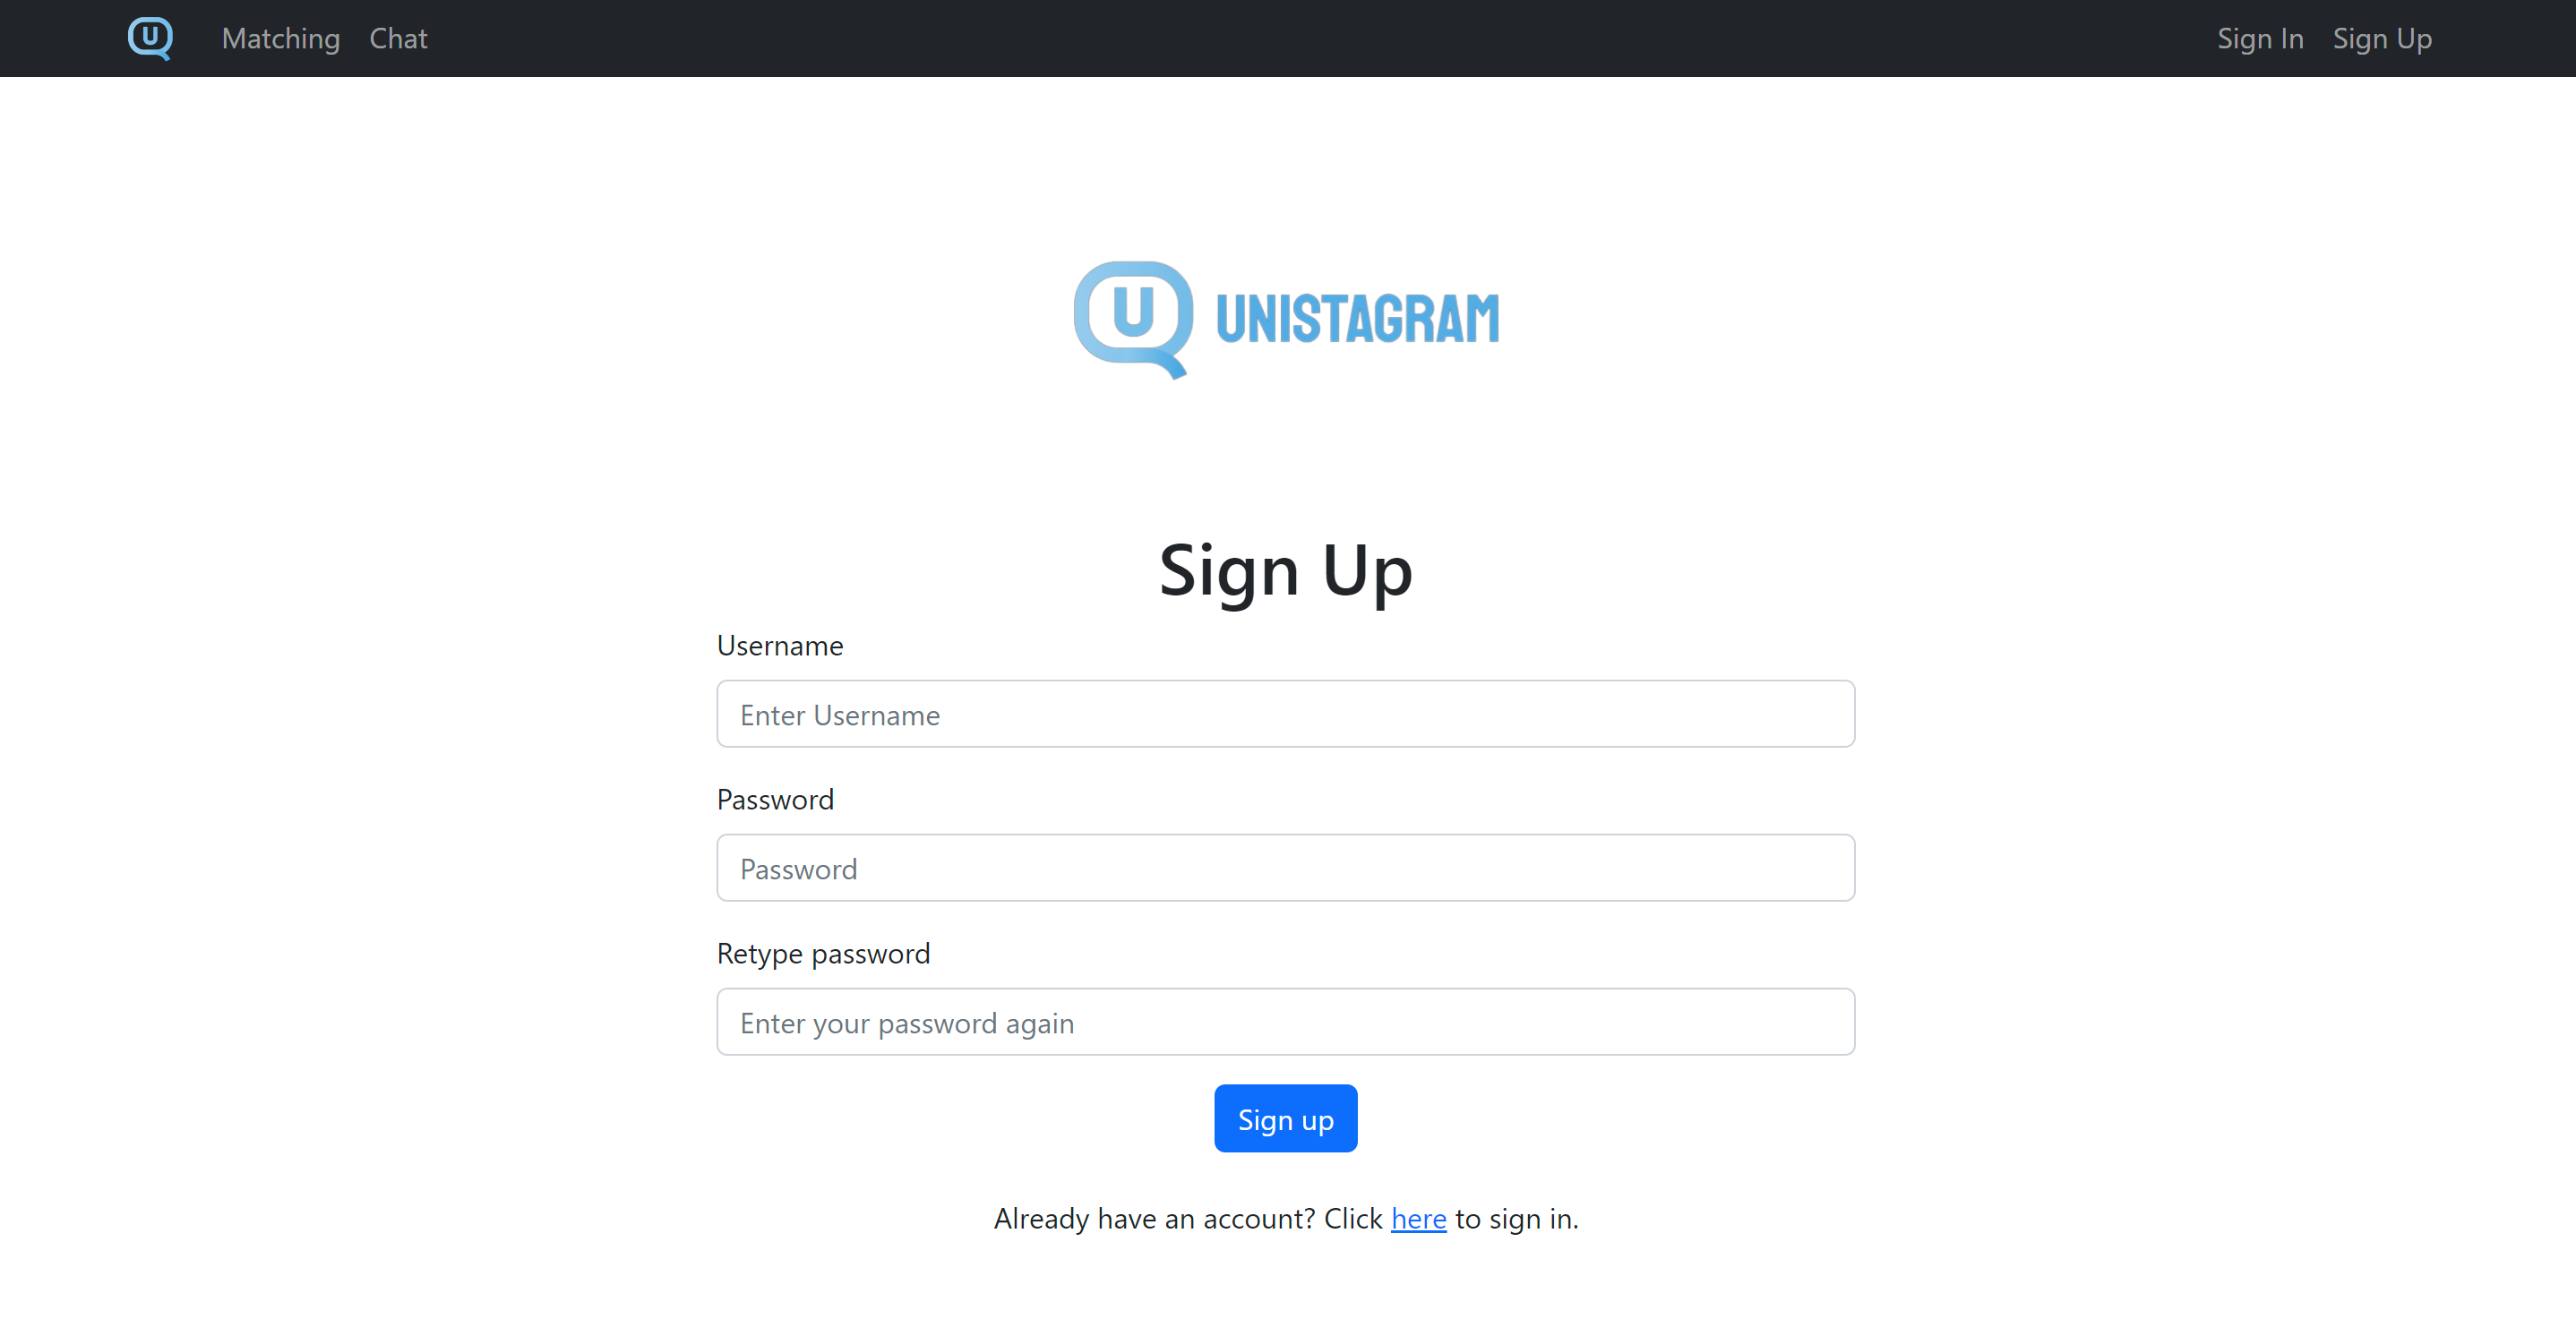 U Matching Chat Sign In Sign Up
U UNISTAGRAM
Sign Up
Username
Enter Username
Password
Password
Retype password
Enter your password again
Sign up
Already have an account? Click here to sign in.